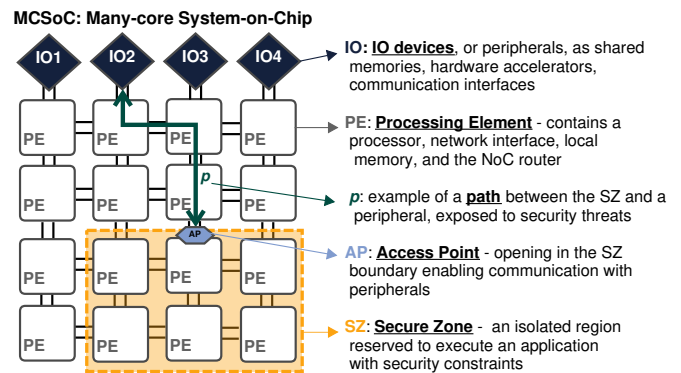 MCSoC: Many-core System-on-Chip
IO1 IO2 IO3 IO4
IO: IO devices, or peripherals, as shared
memories, hardware accelerators,
communication interfaces
PE PE PE PE
PE: Processing Element - contains a
processor, network interface, local
memory, and the NoC router
PE PE PE PE
p
p: example of a path between the SZ and a
peripheral, exposed to security threats
AP
PE PE PE PE
AP: Access Point - opening in the SZ
boundary enabling communication with
peripherals
PE PE PE PE
SZ: Secure Zone - an isolated region
reserved to execute an application
with security constraints